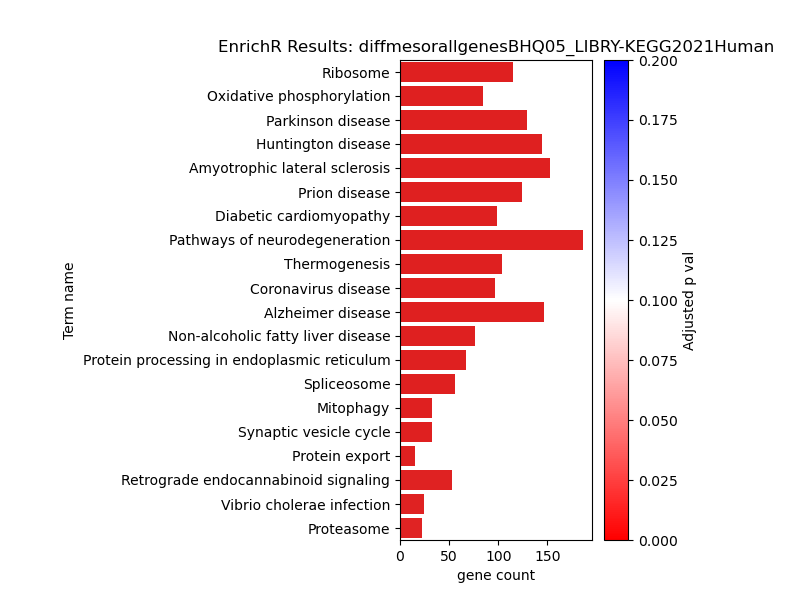 EnrichR Results: diffmesorallgenesBHQ05_LIBRY-KEGG2021Human
Term name
Ribosome
Oxidative phosphorylation
Parkinson disease
Huntington disease
Amyotrophic lateral sclerosis
Prion disease
Diabetic cardiomyopathy
Pathways of neurodegeneration
Thermogenesis
Coronavirus disease
Alzheimer disease
Non-alcoholic fatty liver disease
Protein processing in endoplasmic reticulum
Spliceosome
Mitophagy
Synaptic vesicle cycle
Protein export
Retrograde endocannabinoid signaling
Vibrio cholerae infection
Proteasome
0 50 100 150
gene count
0.200
0.175
0.150
0.125
0.100
0.075
0.050
0.025
0.000
Adjusted p val